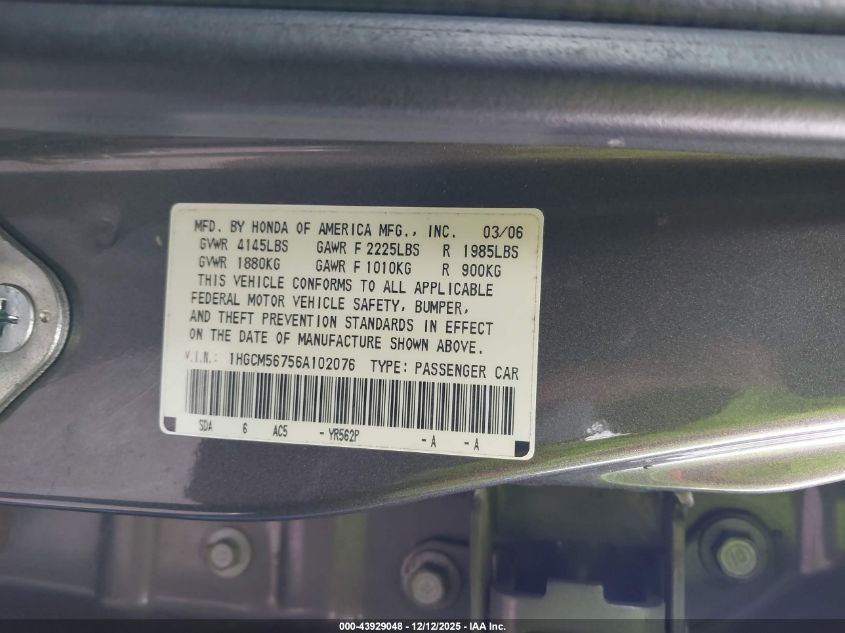 MFD. BY HONDA OF AMERICA MFG., INC. 03/06
GVWR 4145LBS GAWR F 2225LBS R 1985LBS
GVWR 1880KG GAWR F 1010KG R 900KG
THIS VEHICLE CONFORMS TO ALL APPLICABLE
FEDERAL MOTOR VEHICLE SAFETY, BUMPER,
AND THEFT PREVENTION STANDARDS IN EFFECT
ON THE DATE OF MANUFACTURE SHOWN ABOVE.
V.I.N.: 1HGCM56756A102076 TYPE: PASSENGER CAR
SDA 6 AC5 - YR562P - A - A
000-43929048 - 12/12/2025 - IAA Inc.